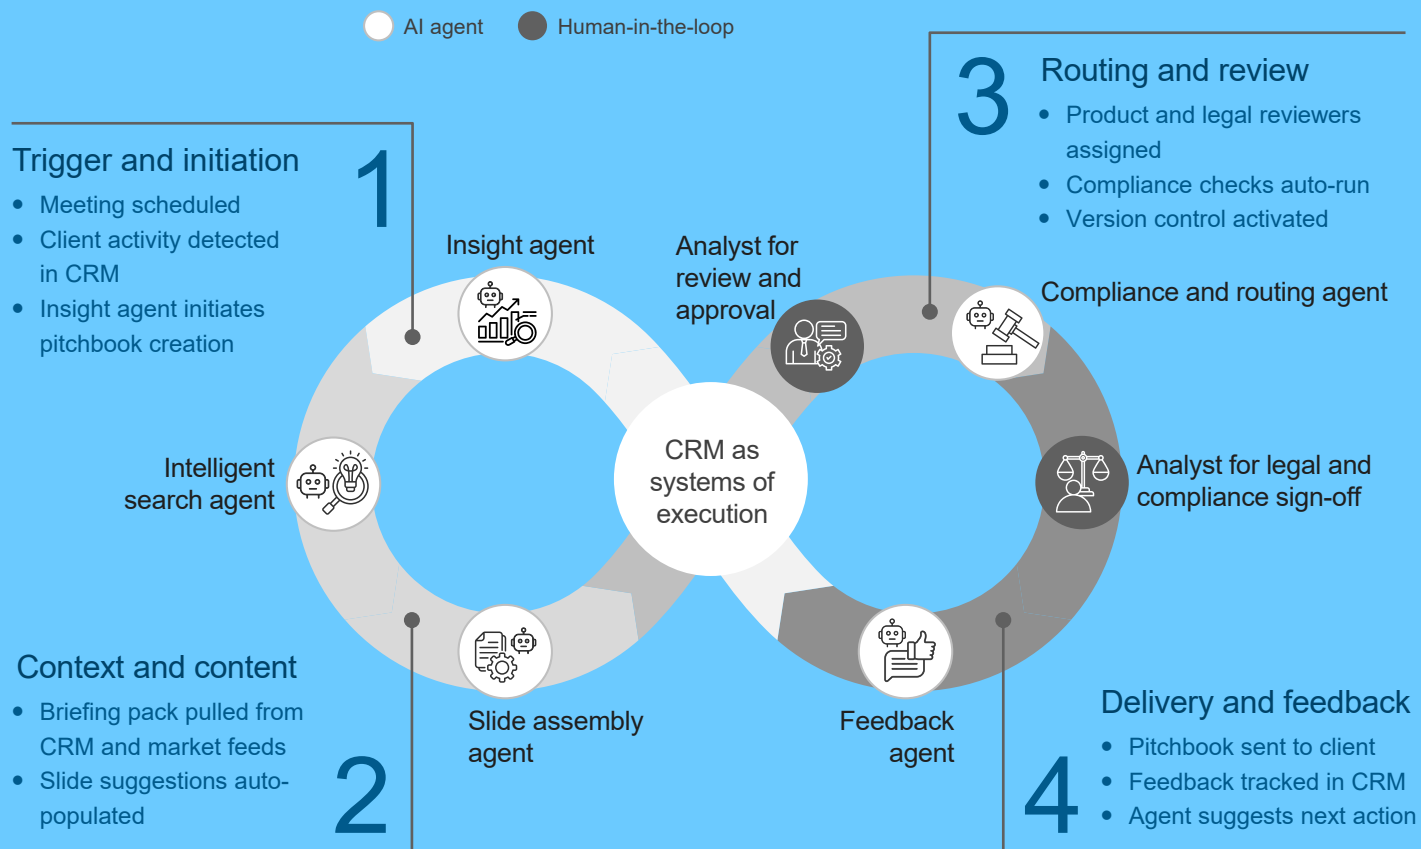 AI agent
Human-in-the-loop
1
Trigger and initiation
• Meeting scheduled
• Client activity detected
in CRM
• Insight agent initiates
pitchbook creation
3
Routing and review
• Product and legal reviewers
assigned
• Compliance checks auto-run
• Version control activated
Insight agent
Analyst for
review and
approval
Compliance and routing agent
Intelligent
search agent
CRM as
systems of
execution
Analyst for legal and
compliance sign-off
Slide assembly
agent
Feedback
agent
Context and content
• Briefing pack pulled from
CRM and market feeds
• Slide suggestions auto-
populated
2
4
Delivery and feedback
• Pitchbook sent to client
• Feedback tracked in CRM
• Agent suggests next action